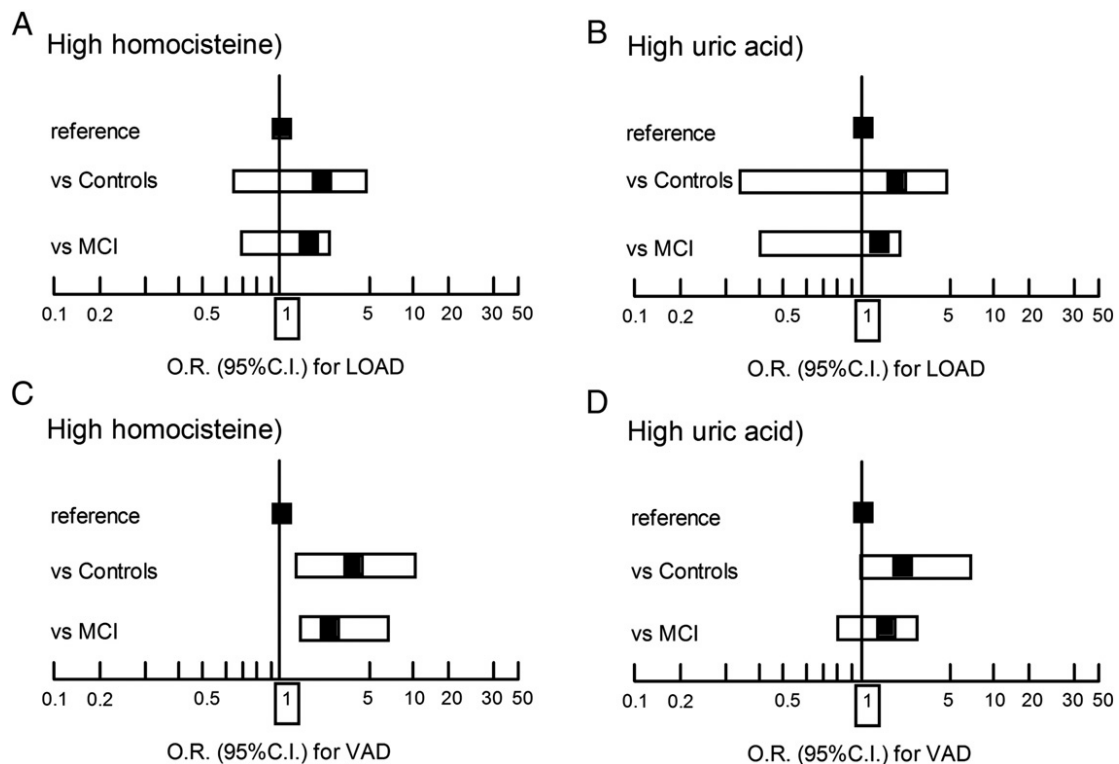 A
High homocisteine)
reference
vs Controls
vs MCI
0.1 0.2 0.5 1 5 10 20 30 50
O.R. (95%C.I.) for LOAD
B
High uric acid)
reference
vs Controls
vs MCI
0.1 0.2 0.5 1 5 10 20 30 50
O.R. (95%C.I.) for LOAD
C
High homocisteine)
reference
vs Controls
vs MCI
0.1 0.2 0.5 1 5 10 20 30 50
O.R. (95%C.I.) for VAD
D
High uric acid)
reference
vs Controls
vs MCI
0.1 0.2 0.5 1 5 10 20 30 50
O.R. (95%C.I.) for VAD